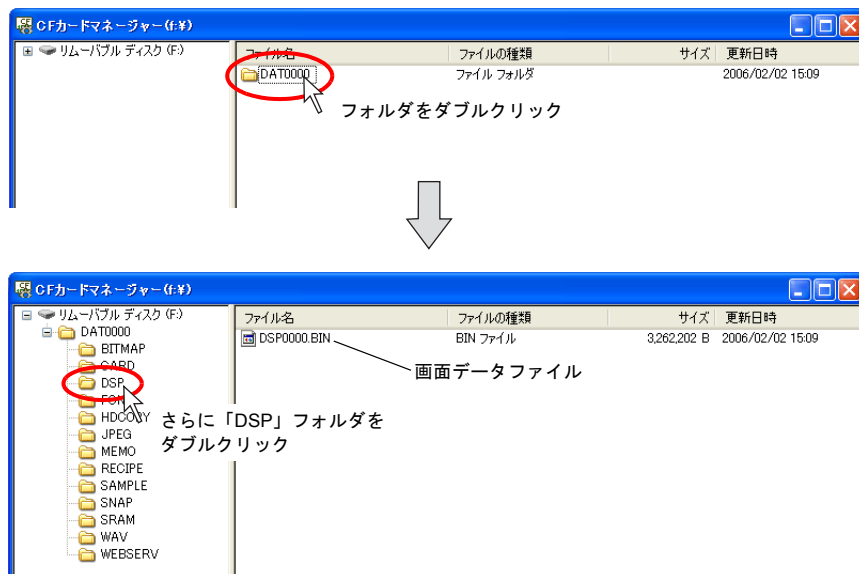 CFカードマネージャー(f:¥)
リムーバブル ディスク (F:)
ファイル名 ファイルの種類 サイズ 更新日時
DAT0000 ファイル フォルダ 2006/02/02 15:09
フォルダをダブルクリック
CFカードマネージャー(f:¥)
リムーバブル ディスク (F:)
DAT0000
BITMAP
CARD
DSP
FONT
HDCOPY
JPEG
MEMO
RECIPE
SAMPLE
SNAP
SRAM
WAV
WEBSERV
ファイル名 ファイルの種類 サイズ 更新日時
DSP0000.BIN BIN ファイル 3,262,202 B 2006/02/02 15:09
画面データファイル
さらに「DSP」フォルダを
ダブルクリック